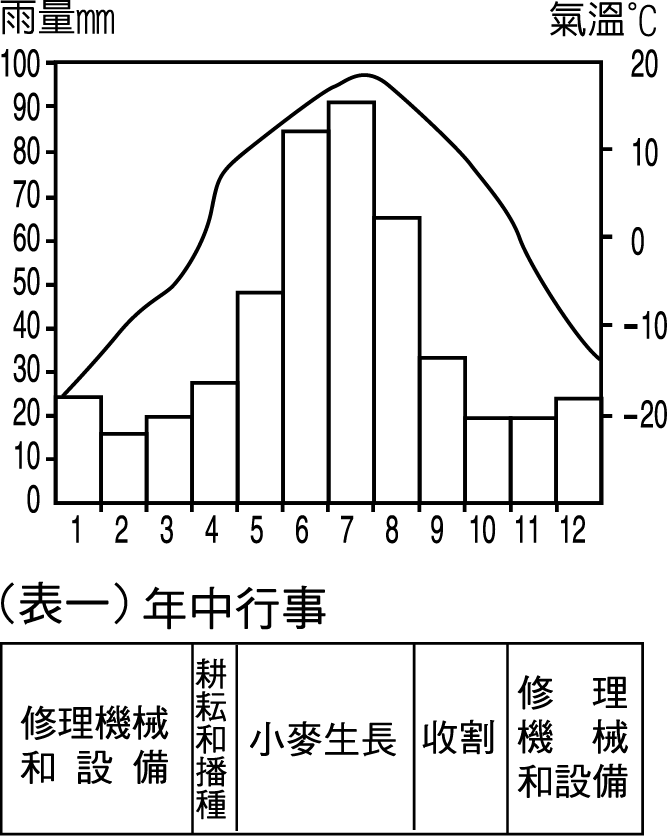 雨量mm 氣溫℃
100 20
90
80 10
70
60 0
50
40 -10
30
20 -20
10
0
1 2 3 4 5 6 7 8 9 10 11 12
(表一)年中行事
修理機械
和設備
耕
耘
和
播
種
小麥生長
收割
修理
機械
和設備